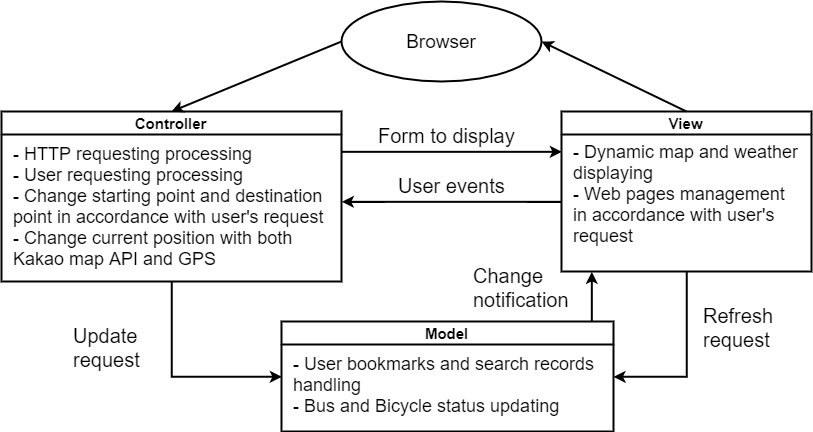 Browser
Controller
- HTTP requesting processing
- User requesting processing
- Change starting point and destination
point in accordance with user's request
- Change current position with both
Kakao map API and GPS
Form to display
User events
View
- Dynamic map and weather
displaying
- Web pages management
in accordance with user's
request
Change
notification
Refresh
request
Update
request
Model
- User bookmarks and search records
handling
- Bus and Bicycle status updating